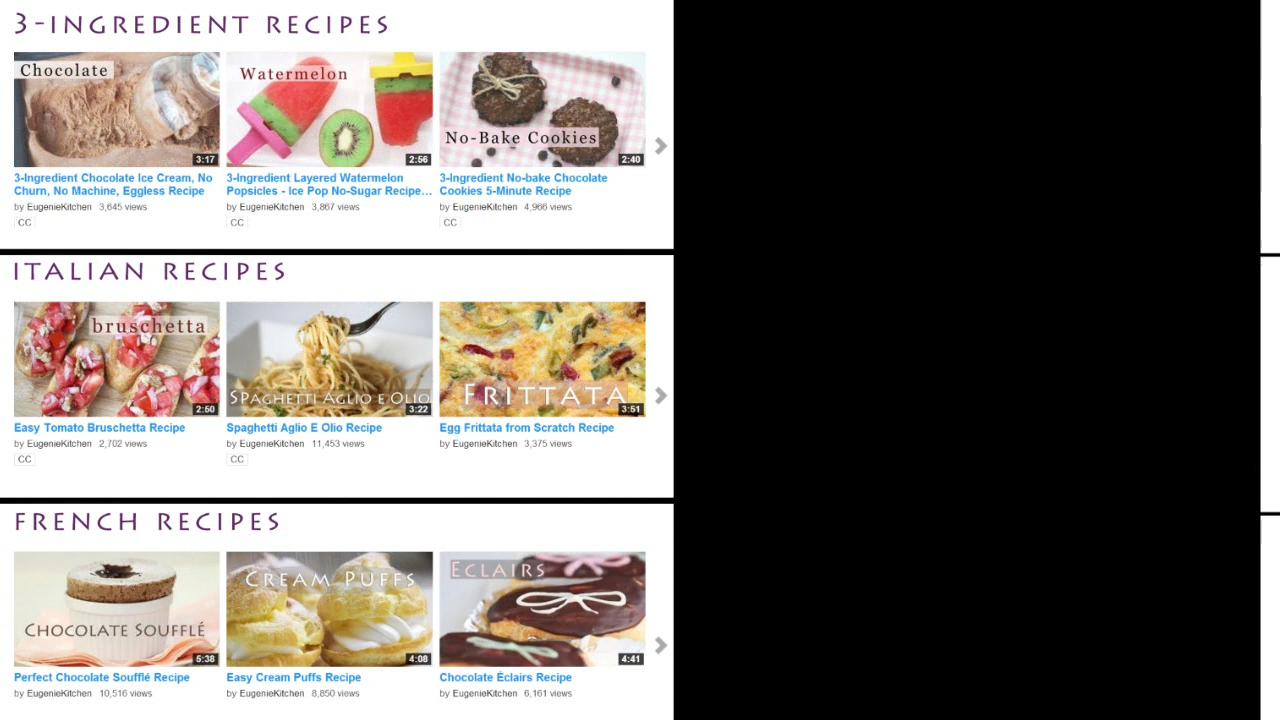 3-INGREDIENT RECIPES
Chocolate
Watermelon
No-Bake Cookies
3:17
2:56
2:40
3-Ingredient Chocolate Ice Cream, No
Churn, No Machine, Eggless Recipe
by EugenieKitchen 3,645 views
CC
3-Ingredient Layered Watermelon
Popsicles - Ice Pop No-Sugar Recipe...
by EugenieKitchen 3,867 views
CC
3-Ingredient No-bake Chocolate
Cookies 5-Minute Recipe
by EugenieKitchen 4,966 views
CC
ITALIAN RECIPES
bruschetta
SPAGHETTI AGLIO E OLIO
FRITTATA
2:50
3:22
3:51
Easy Tomato Bruschetta Recipe
by EugenieKitchen 2,702 views
CC
Spaghetti Aglio E Olio Recipe
by EugenieKitchen 11,453 views
CC
Egg Frittata from Scratch Recipe
by EugenieKitchen 3,375 views
FRENCH RECIPES
CHOCOLATE SOUFFLÉ
CREAM PUFFS
ECLAIRS
5:38
4:08
4:41
Perfect Chocolate Soufflé Recipe
by EugenieKitchen 10,516 views
Easy Cream Puffs Recipe
by EugenieKitchen 8,850 views
Chocolate Éclairs Recipe
by EugenieKitchen 6,161 views